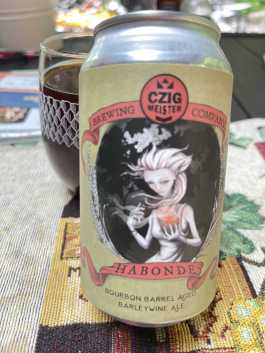 CZIG
MEISTER
BREWING COMPANY
HABONDE
BOURBON BARREL AGED
BARLEYWINE ALE